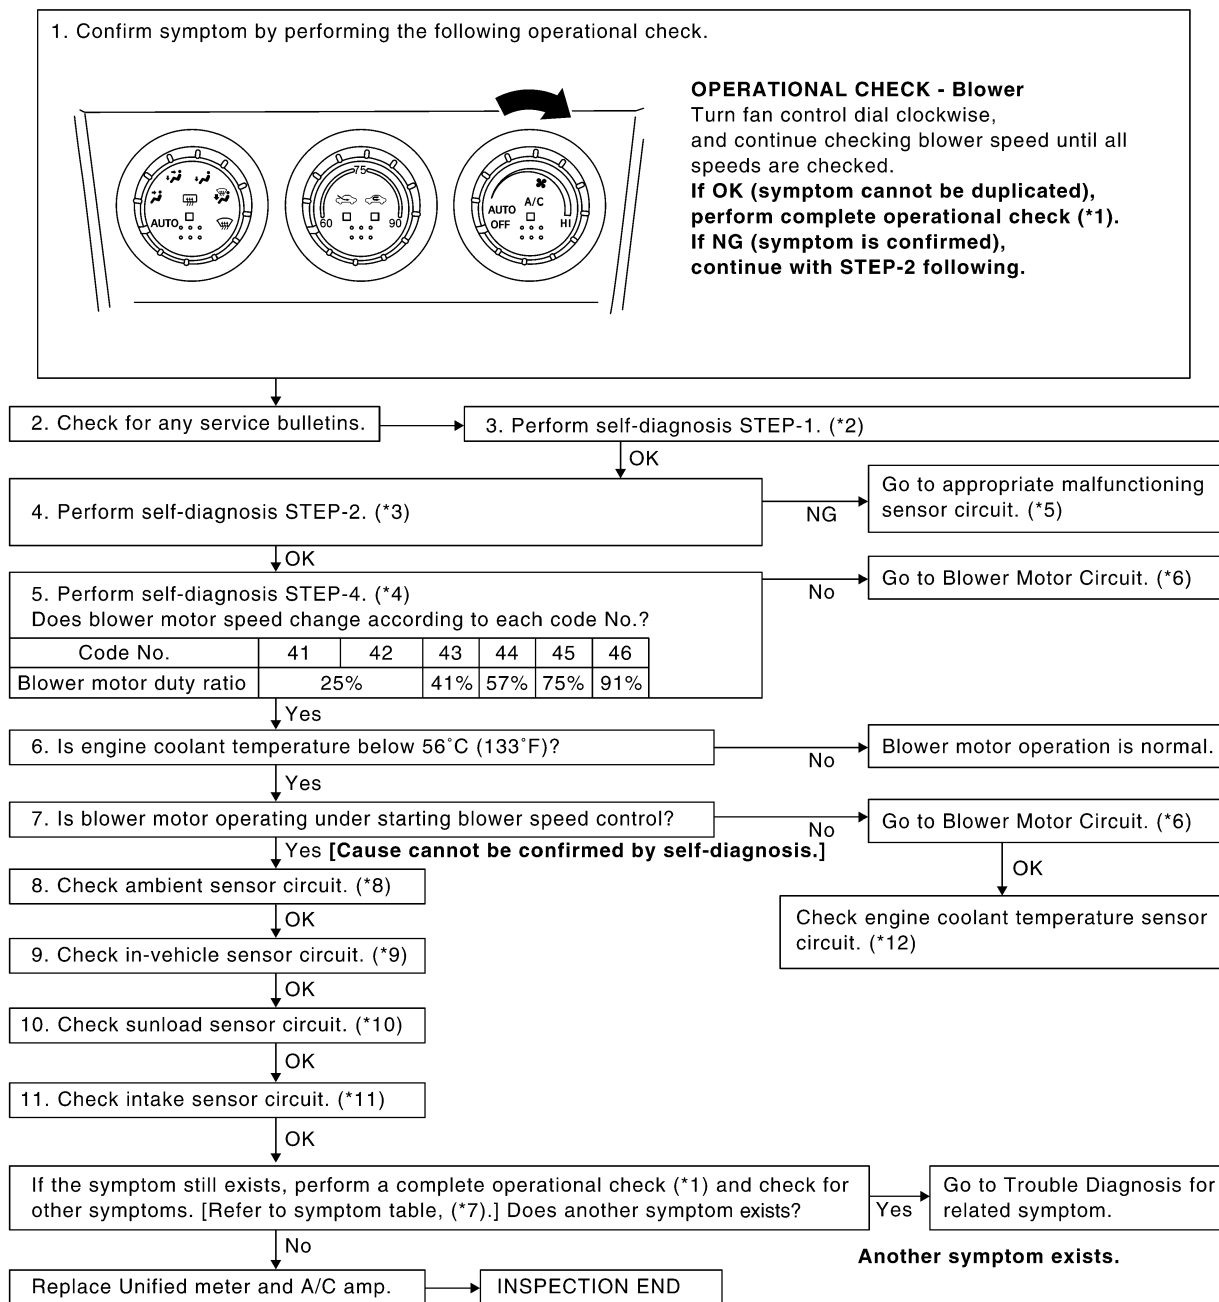 1. Confirm symptom by performing the following operational check.
OPERATIONAL CHECK - Blower
Turn fan control dial clockwise,
and continue checking blower speed until all
speeds are checked.
If OK (symptom cannot be duplicated),
perform complete operational check (*1).
If NG (symptom is confirmed),
continue with STEP-2 following.
AUTO
75
60
90
A/C
AUTO
OFF
HI
2. Check for any service bulletins.
3. Perform self-diagnosis STEP-1. (*2)
OK
4. Perform self-diagnosis STEP-2. (*3)
NG
Go to appropriate malfunctioning
sensor circuit. (*5)
OK
5. Perform self-diagnosis STEP-4. (*4)
Does blower motor speed change according to each code No.?
No
Go to Blower Motor Circuit. (*6)
Code No. 41 42 43 44 45 46
Blower motor duty ratio 25% 41% 57% 75% 91%
Yes
6. Is engine coolant temperature below 56˚C (133˚F)?
No
Blower motor operation is normal.
Yes
7. Is blower motor operating under starting blower speed control?
No
Go to Blower Motor Circuit. (*6)
Yes [Cause cannot be confirmed by self-diagnosis.]
OK
Check engine coolant temperature sensor
circuit. (*12)
8. Check ambient sensor circuit. (*8)
OK
9. Check in-vehicle sensor circuit. (*9)
OK
10. Check sunload sensor circuit. (*10)
OK
11. Check intake sensor circuit. (*11)
OK
If the symptom still exists, perform a complete operational check (*1) and check for
other symptoms. [Refer to symptom table, (*7).] Does another symptom exists?
Yes
Go to Trouble Diagnosis for
related symptom.
Another symptom exists.
No
Replace Unified meter and A/C amp.
INSPECTION END